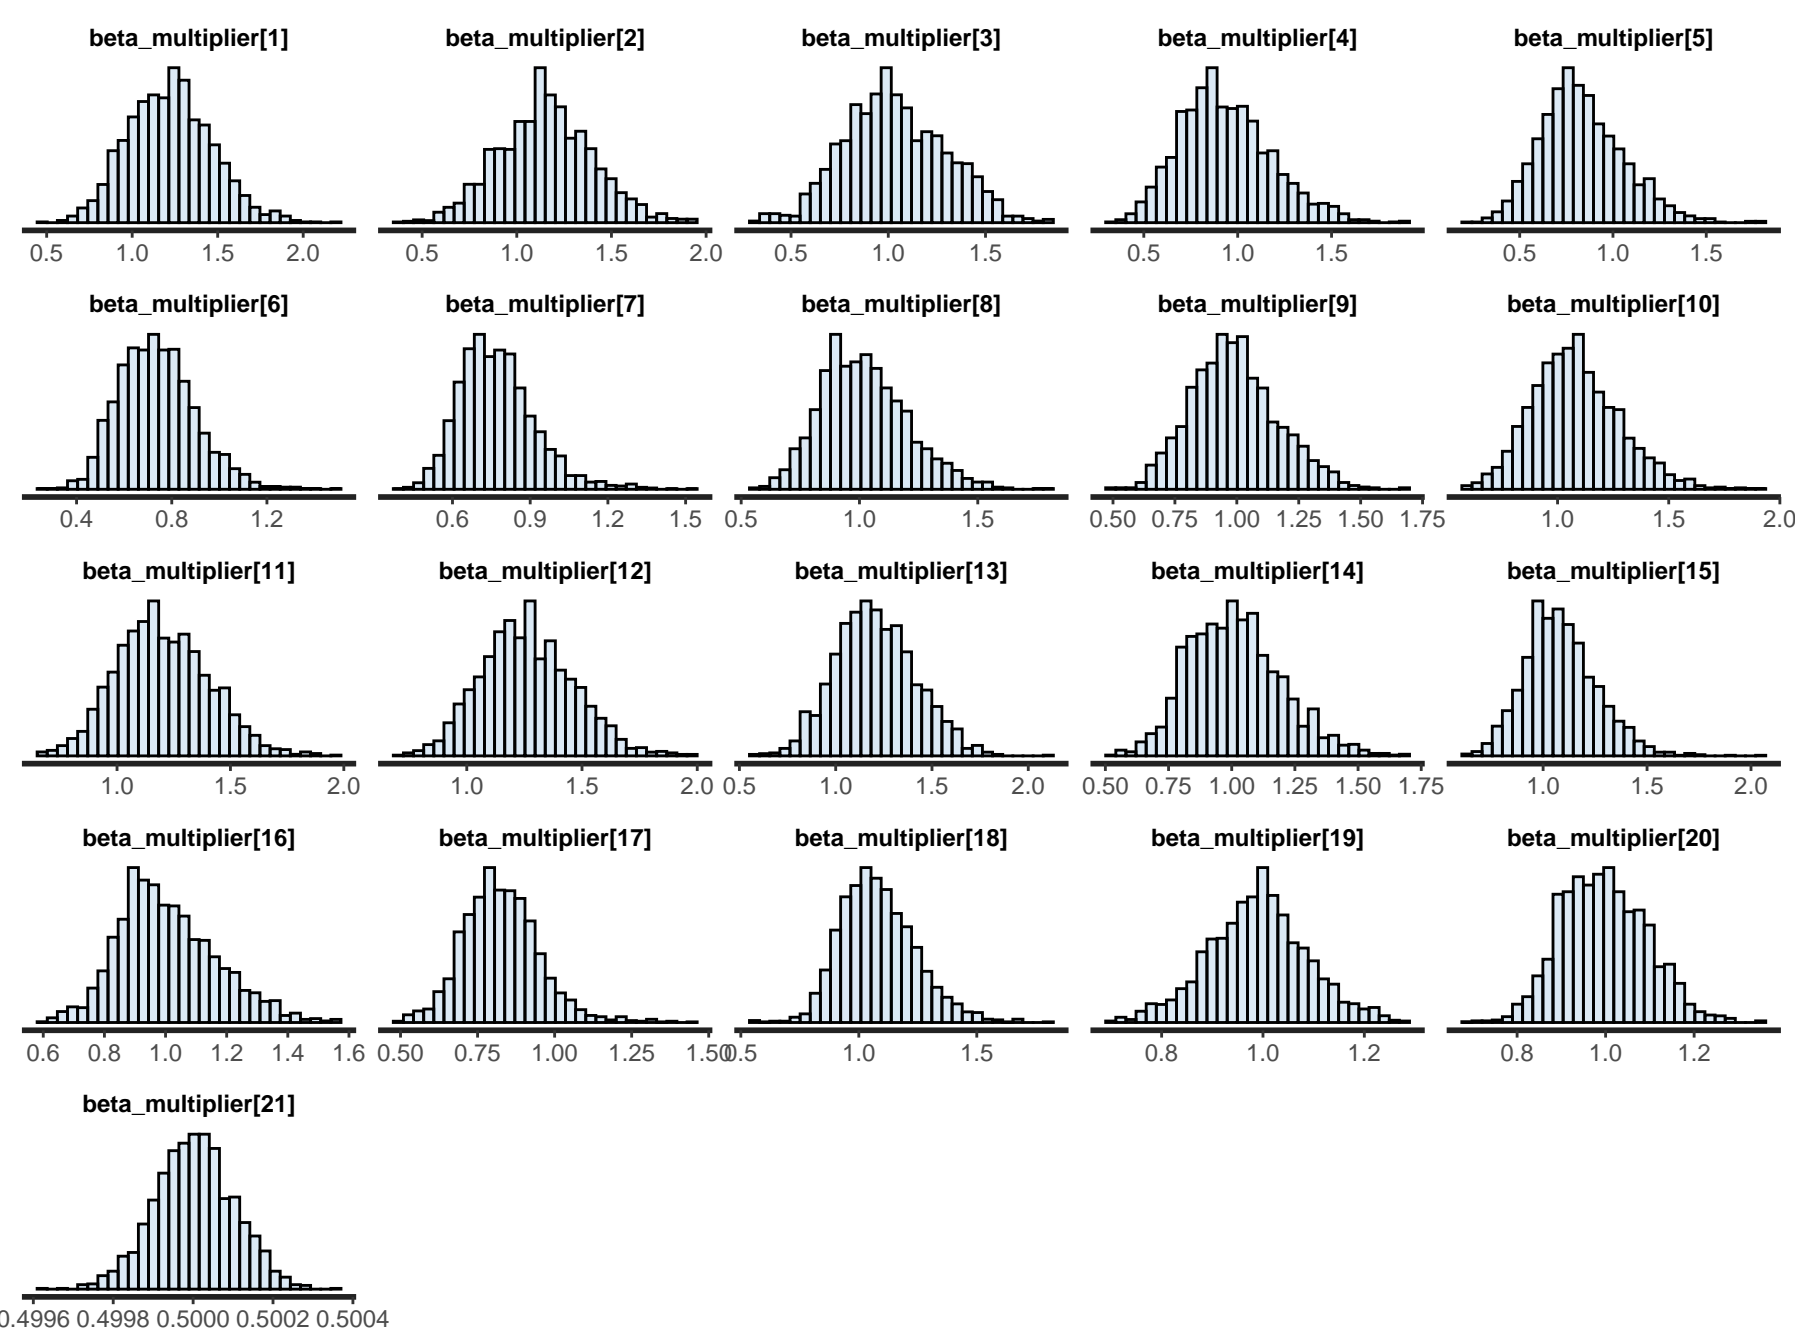 beta_multiplier[1] beta_multiplier[2] beta_multiplier[3] beta_multiplier[4] beta_multiplier[5]
0.5 1.0 1.5 2.0 0.5 1.0 1.5 2.0 0.5 1.0 1.5 0.5 1.0 1.5 0.5 1.0 1.5
beta_multiplier[6] beta_multiplier[7] beta_multiplier[8] beta_multiplier[9] beta_multiplier[10]
0.4 0.8 1.2 0.6 0.9 1.2 1.5 0.5 1.0 1.5 0.50 0.75 1.00 1.25 1.50 1.75 1.0 1.5 2.0
beta_multiplier[11] beta_multiplier[12] beta_multiplier[13] beta_multiplier[14] beta_multiplier[15]
1.0 1.5 2.0 1.0 1.5 2.0 0.5 1.0 1.5 2.0 0.50 0.75 1.00 1.25 1.50 1.75 1.0 1.5 2.0
beta_multiplier[16] beta_multiplier[17] beta_multiplier[18] beta_multiplier[19] beta_multiplier[20]
0.6 0.8 1.0 1.2 1.4 1.6 0.50 0.75 1.00 1.25 1.50 0.5 1.0 1.5 0.8 1.0 1.2 0.8 1.0 1.2
beta_multiplier[21]
0.4996 0.4998 0.5000 0.5002 0.5004